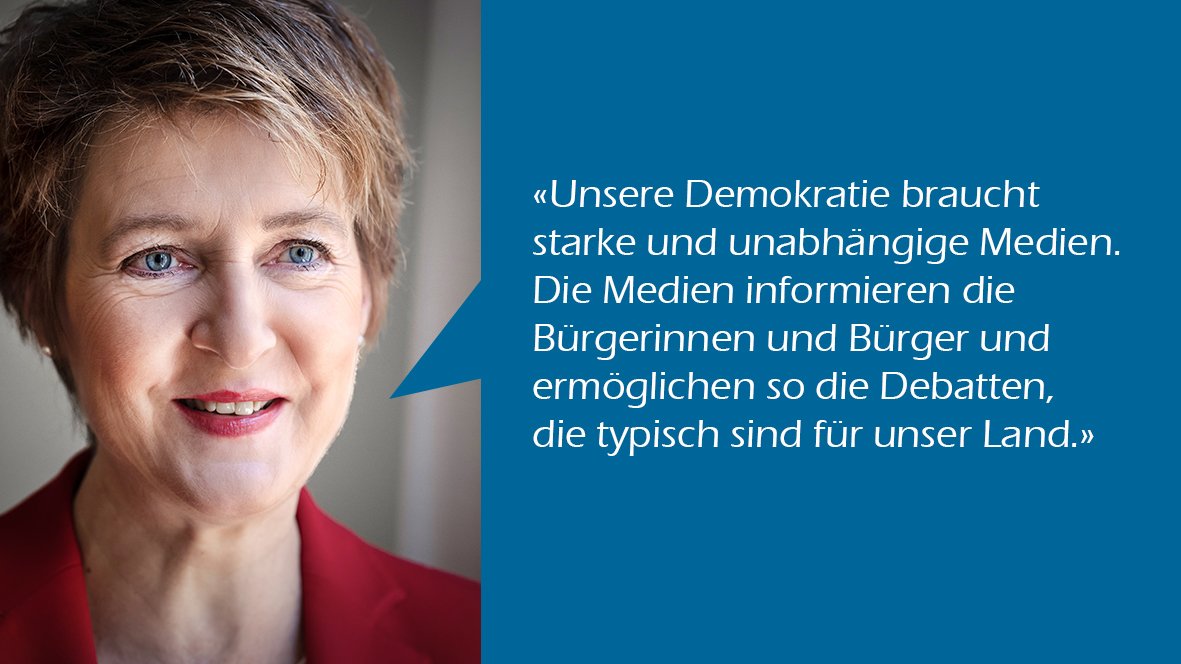 «Unsere Demokratie braucht
starke und unabhängige Medien.
Die Medien informieren die
Bürgerinnen und Bürger und
ermöglichen so die Debatten,
die typisch sind für unser Land.»